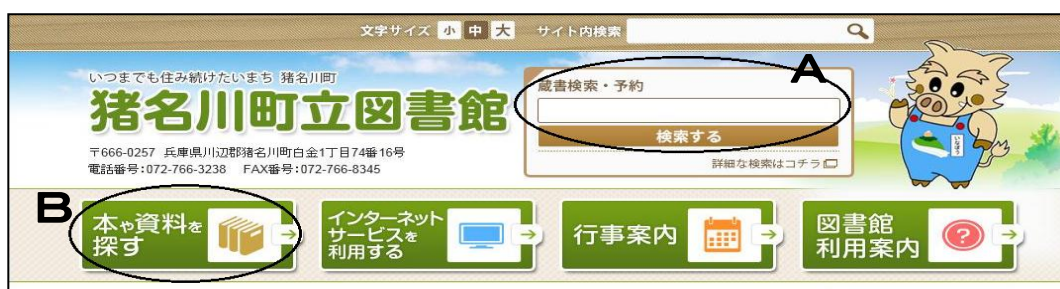 文字サイズ 小 中 大 サイト内検索
A
いつまでも住み続けたいまち 猪名川町
猪名川町立図書館
〒666-0257 兵庫県川辺郡猪名川町白金1丁目74番16号
電話番号:072-766-3238 FAX番号:072-766-8345
蔵書検索・予約
検索する
詳細な検索はコチラ
いなぼう
B
本や資料を
探す
インターネット
サービスを
利用する
行事案内
図書館
利用案内
?